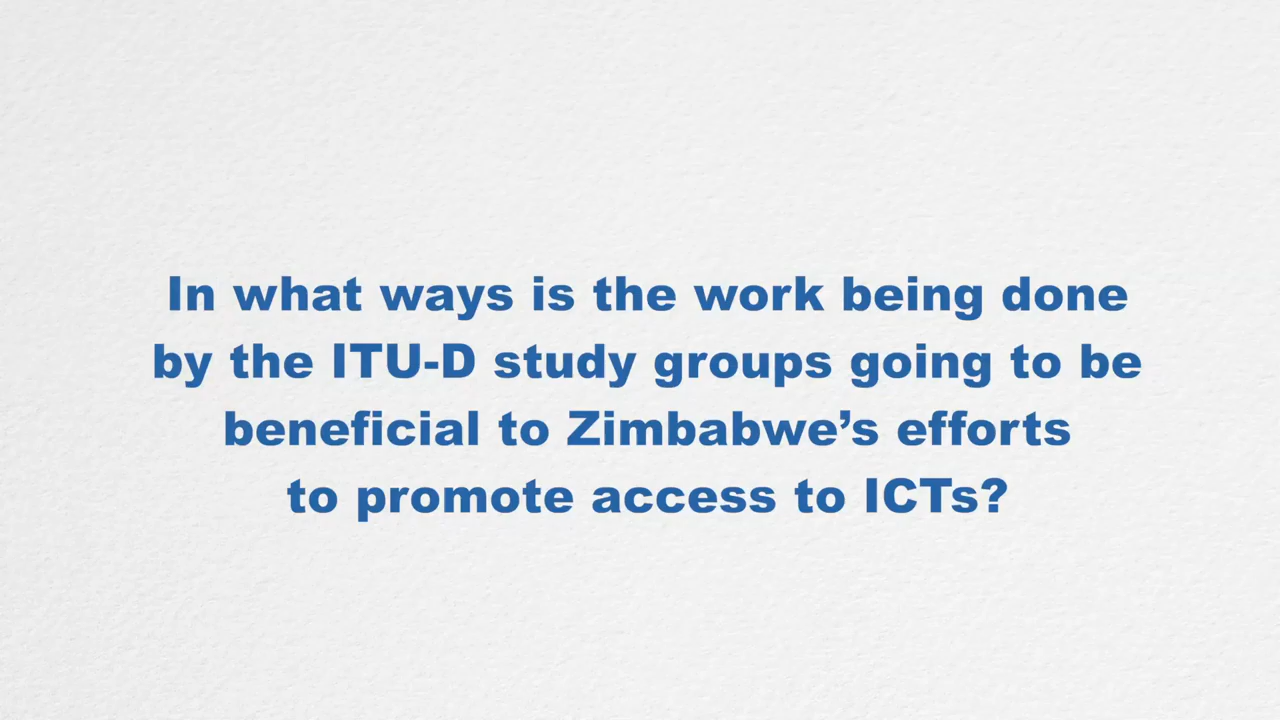 In what ways is the work being done
by the ITU-D study groups going to be
beneficial to Zimbabwe’s efforts
to promote access to ICTs?